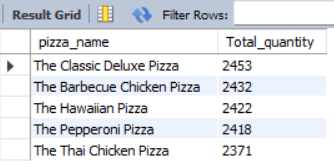 Result Grid Filter Rows:
pizza_name Total_quantity
The Classic Deluxe Pizza 2453
The Barbecue Chicken Pizza 2432
The Hawaiian Pizza 2422
The Pepperoni Pizza 2418
The Thai Chicken Pizza 2371